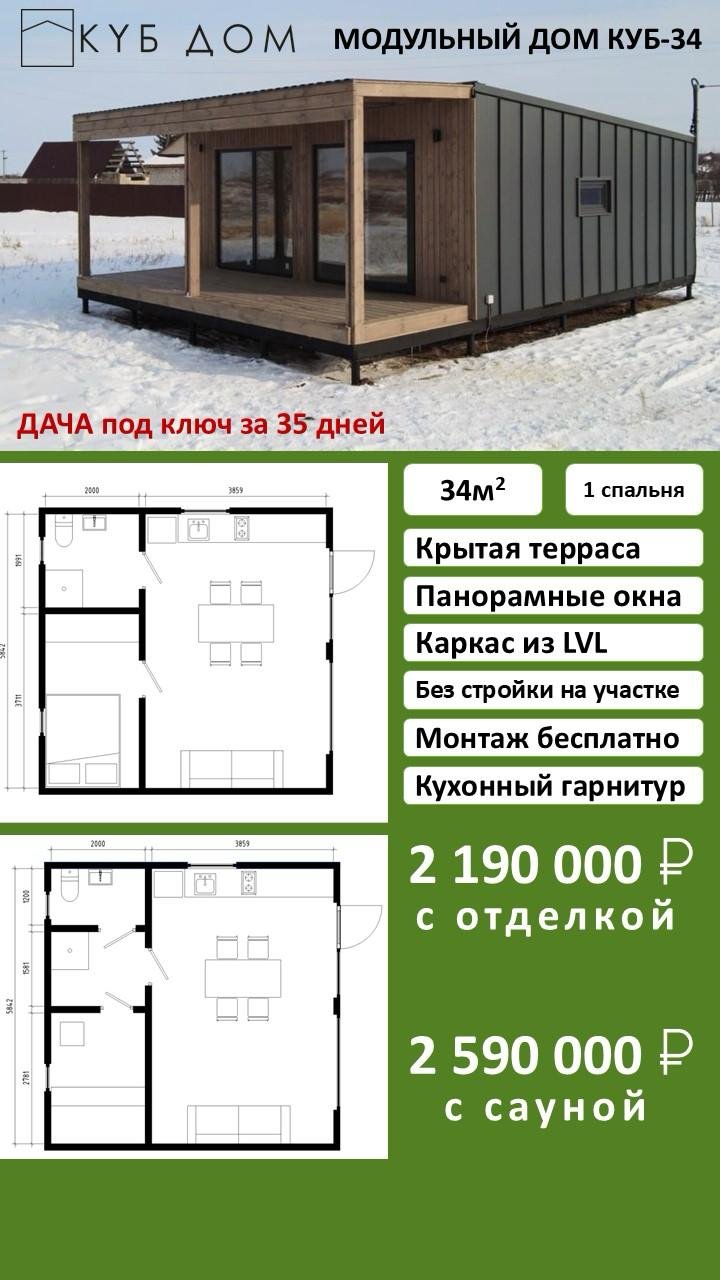 КУБ ДОМ
МОДУЛЬНЫЙ ДОМ КУБ-34
ДАЧА под ключ за 35 дней
2000
3859
1991
5842
3711
34м²
1 спальня
Крытая терраса
Панорамные окна
Каркас из LVL
Без стройки на участке
Монтаж бесплатно
Кухонный гарнитур
2000
3859
1200
1581
5842
2781
2 190 000 ₽
с отделкой
2 590 000 ₽
с сауной